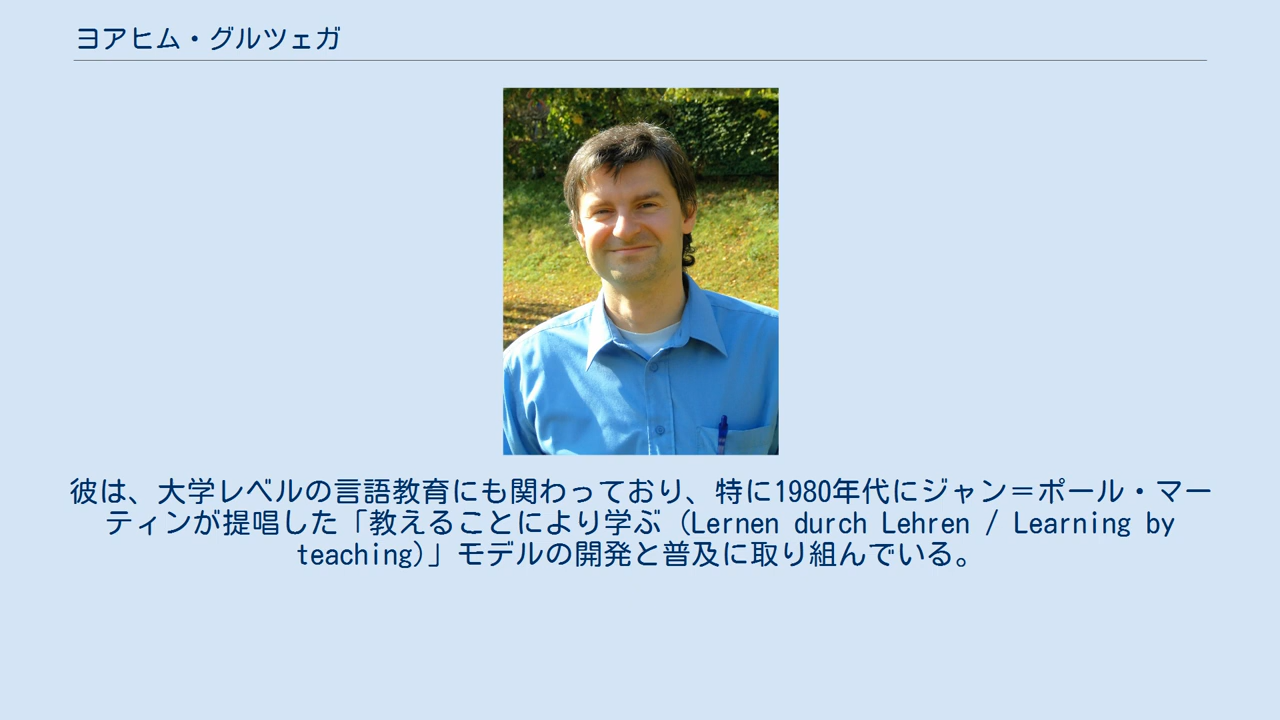 ヨアヒム・グルツェガ
彼は、大学レベルの言語教育にも関わっており、特に1980年代にジャン＝ポール・マー
ティンが提唱した「教えることにより学ぶ (Lernen durch Lehren / Learning by
teaching)」モデルの開発と普及に取り組んでいる。